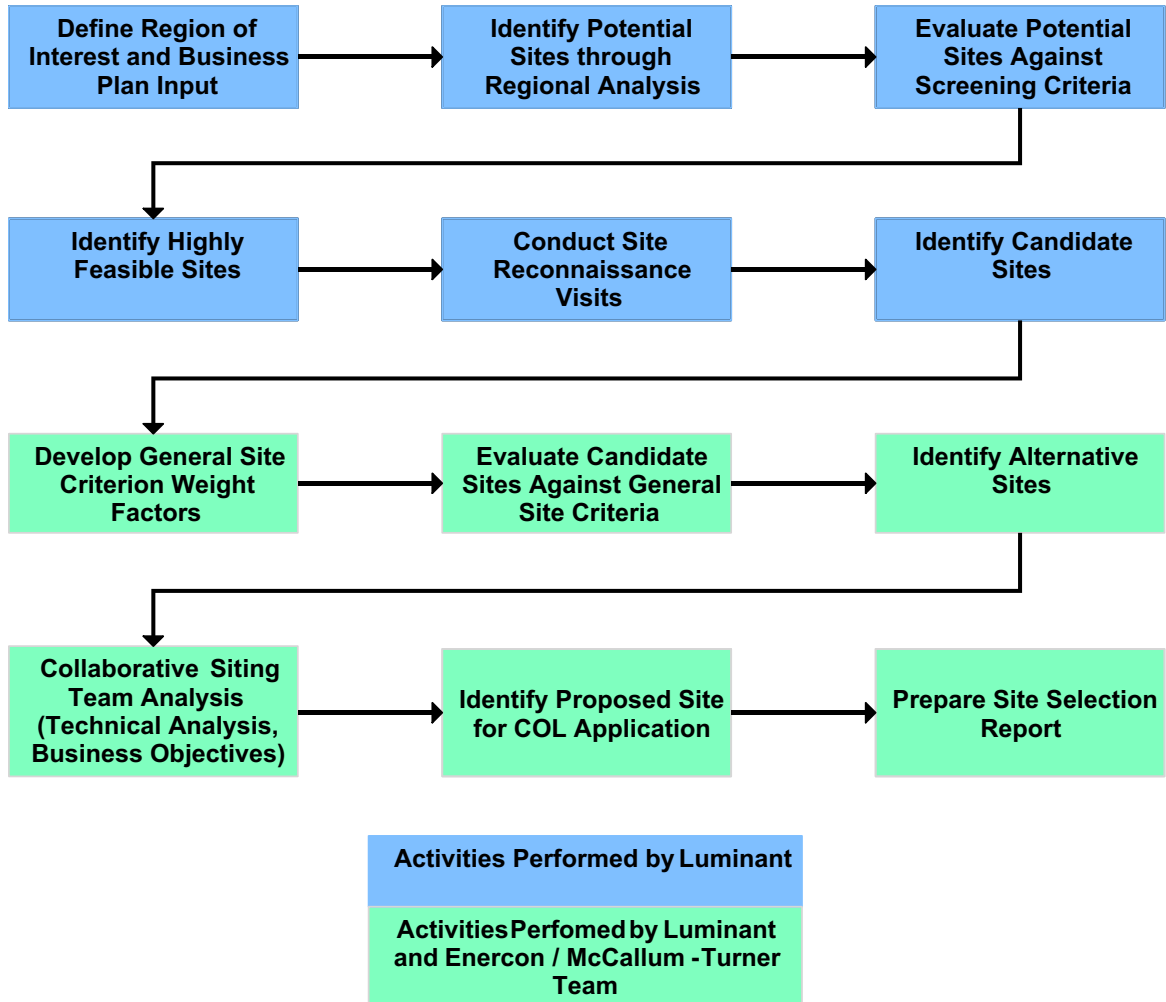 Define Region of
Interest and Business
Plan Input
Identify Potential
Sites through
Regional Analysis
Evaluate Potential
Sites Against
Screening Criteria
Identify Highly
Feasible Sites
Conduct Site
Reconnaissance
Visits
Identify Candidate
Sites
Develop General Site
Criterion Weight
Factors
Evaluate Candidate
Sites Against General
Site Criteria
Identify Alternative
Sites
Collaborative Siting
Team Analysis
(Technical Analysis,
Business Objectives)
Identify Proposed Site
for COL Application
Prepare Site Selection
Report
Activities Performed by Luminant
Activities Perfomed by Luminant
and Enercon / McCallum -Turner
Team